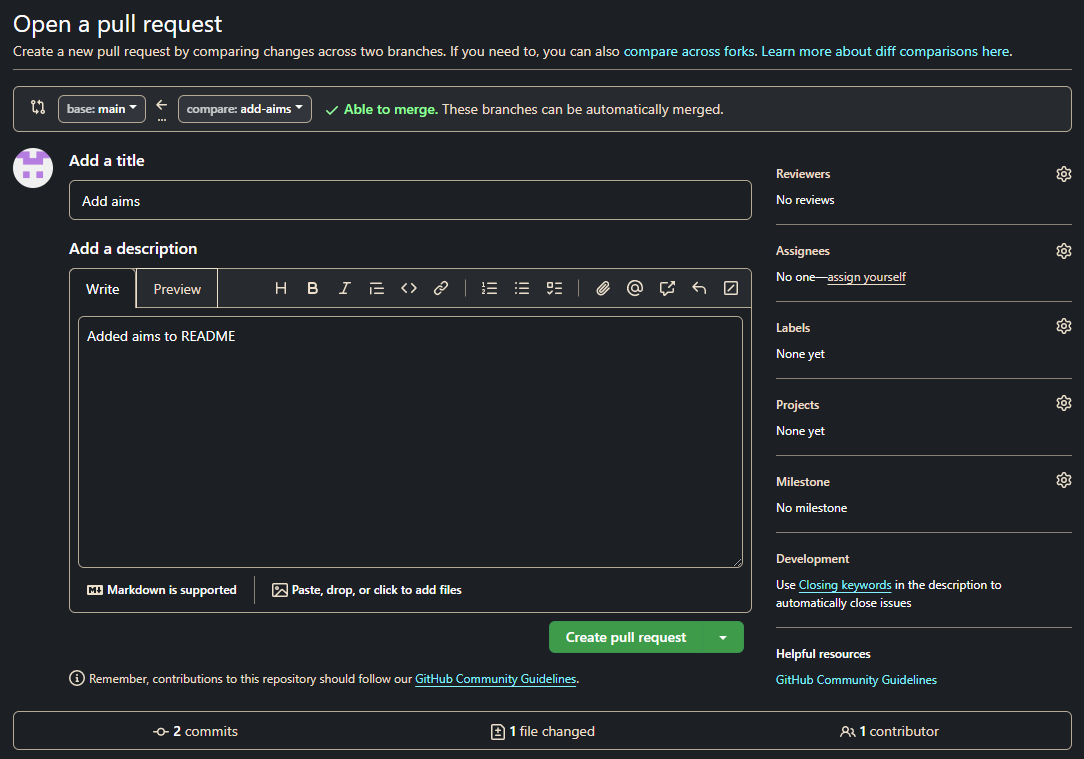 Open a pull request
Create a new pull request by comparing changes across two branches. If you need to, you can also compare across forks. Learn more about diff comparisons here.
base: main
compare: add-aims
Able to merge. These branches can be automatically merged.
Add a title
Add aims
Add a description
Write
Preview
Added aims to README
Markdown is supported
Paste, drop, or click to add files
Create pull request
Remember, contributions to this repository should follow our GitHub Community Guidelines.
Reviewers
No reviews
Assignees
No one—assign yourself
Labels
None yet
Projects
None yet
Milestone
No milestone
Development
Use Closing keywords in the description to
automatically close issues
Helpful resources
GitHub Community Guidelines
2 commits
1 file changed
1 contributor